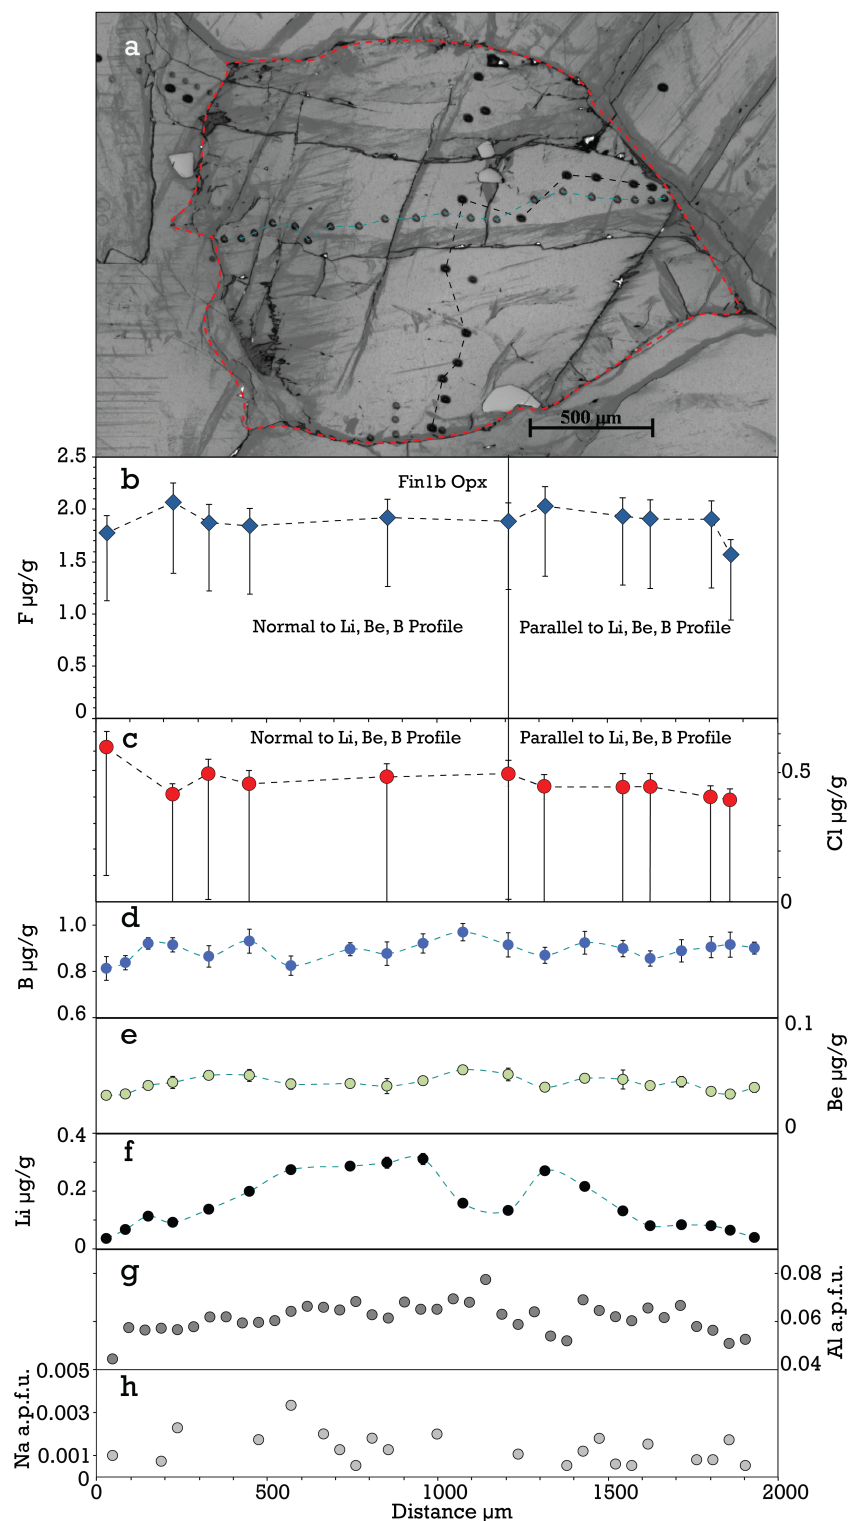 a
500 μm
2.5
b
Fin1b Opx
2.0
1.5
F μg/g
1.0
Normal to Li, Be, B Profile
Parallel to Li, Be, B Profile
0.5
0
c
Normal to Li, Be, B Profile
Parallel to Li, Be, B Profile
0.5
Cl μg/g
0
d
1.0
B μg/g
0.8
0.6
e
0.1
Be μg/g
0
0.4
f
Li μg/g
0.2
0
g
0.08
0.06
Al a.p.f.u.
0.04
0.005
h
Na a.p.f.u.
0.003
0.001
0
0
500
1000
1500
2000
Distance μm